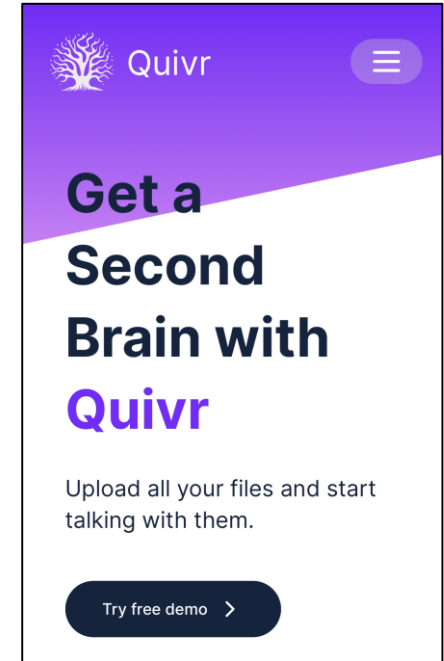 Quivr
Get a
Second
Brain with
Quivr
Upload all your files and start
talking with them.
Try free demo